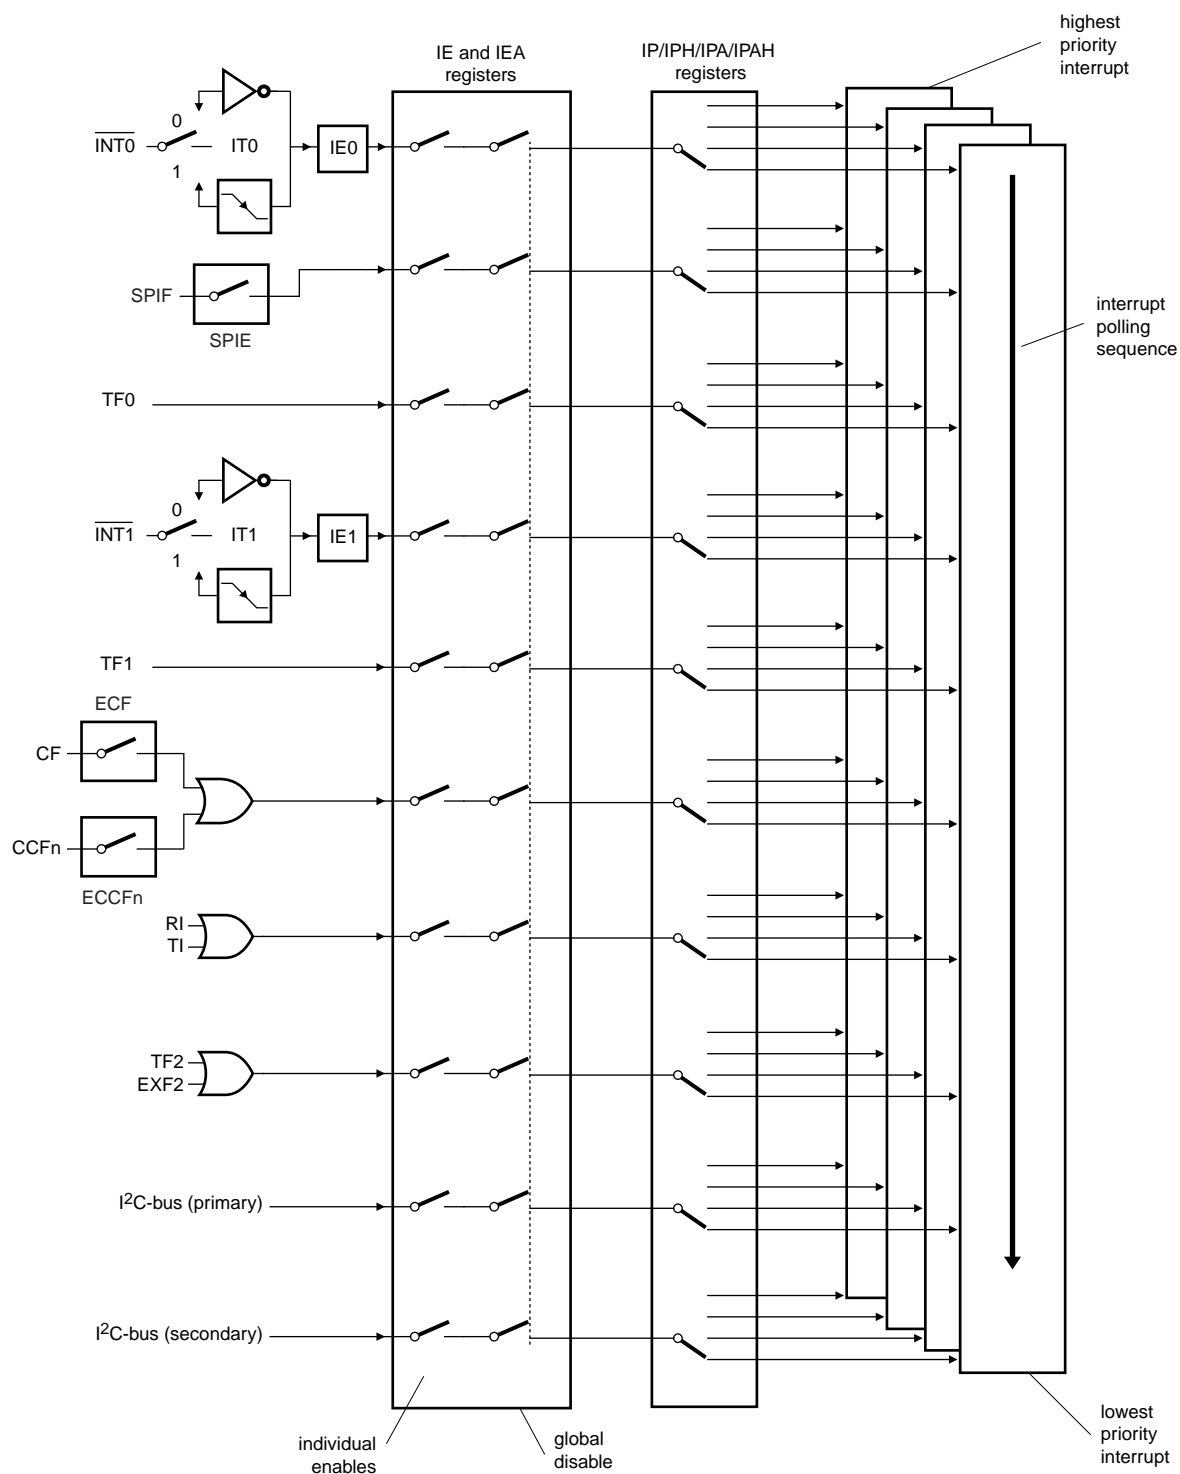 highest
priority
interrupt
IE and IEA
registers
IP/IPH/IPA/IPAH
registers
0
INT0
IT0
IE0
1
SPIF
SPIE
interrupt
polling
sequence
TF0
0
INT1
IT1
IE1
1
TF1
ECF
CF
CCFn
ECCFn
RI
TI
TF2
EXF2
I2C-bus (primary)
I2C-bus (secondary)
individual
enables
global
disable
lowest
priority
interrupt